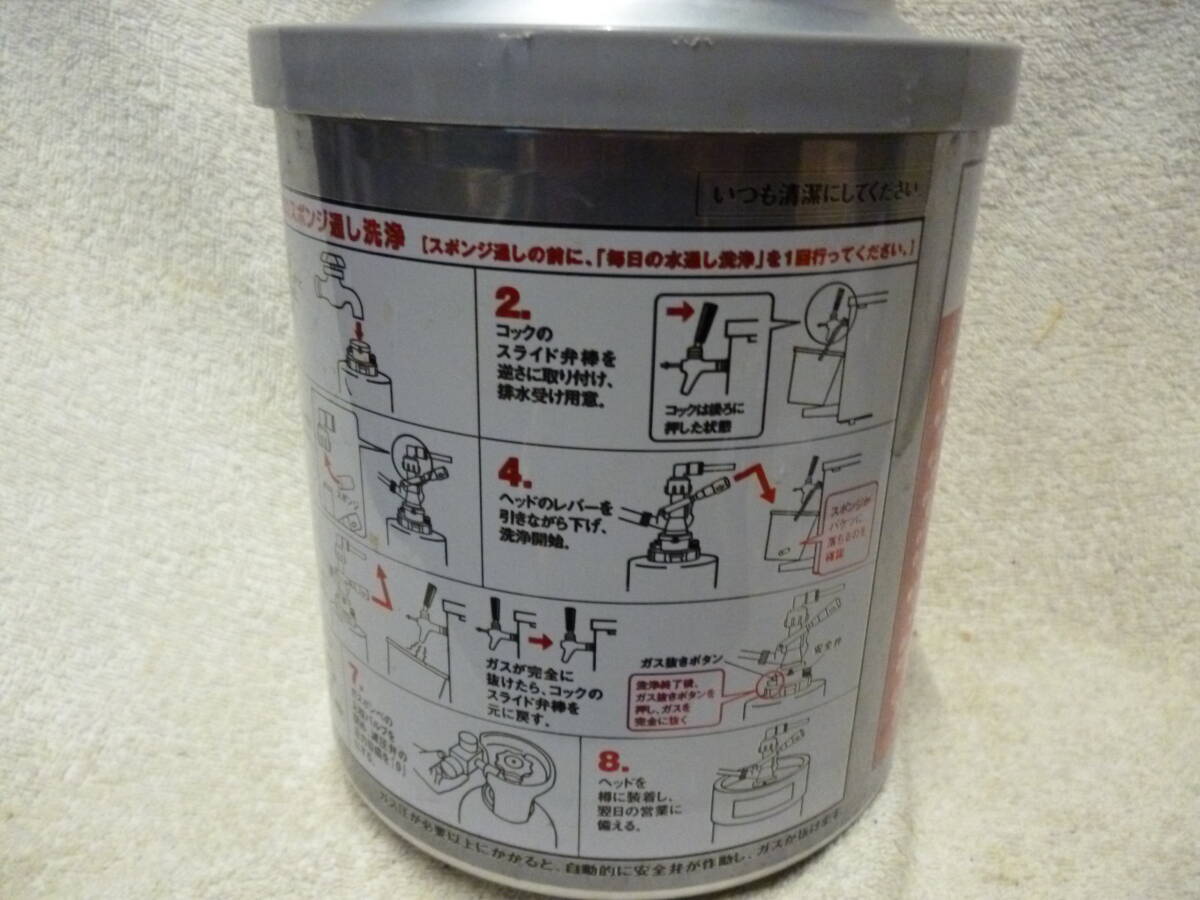 いつも清潔にしてください
スポンジ通し洗浄 [スポンジ通しの前に、「毎日の水通し洗浄」を1回行ってください。]
2.
コックの
スライド弁棒を
逆さに取り付け、
排水受け用意。
コックは後ろに
押した状態
スポンジ
4.
ヘッドのレバーを
引きながら下げ、
洗浄開始。
スポンジが
バケツに
落ちるのを
確認
ガスが完全に
抜けたら、コックの
スライド弁棒を
元に戻す。
ガス抜きボタン
安全弁
洗浄終了後、
ガス抜きボタンを
押し、ガスを
完全に抜く
7.
8.
ヘッドを
樽に装着し、
翌日の営業に
備える。
ガス圧が必要以上にかかると、自動的に安全弁が作動し、ガスが抜けます。